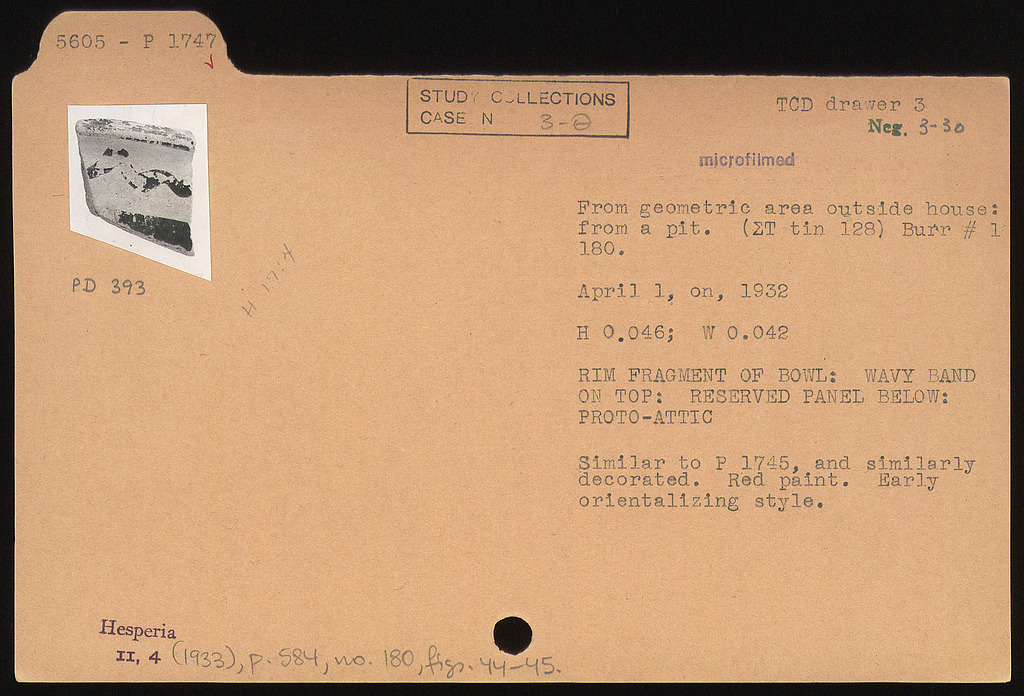 5605 - P 1747
STUDY COLLECTIONS
CASE N 3-Θ
TCD drawer 3
Neg. 3-30
microfilmed
From geometric area outside house:
from a pit. (ΣT tin 128) Burr # 1
180.
PD 393
H 17:4
April 1, on, 1932
H 0.046; W 0.042
RIM FRAGMENT OF BOWL: WAVY BAND
ON TOP: RESERVED PANEL BELOW:
PROTO-ATTIC
Similar to P 1745, and similarly
decorated. Red paint. Early
orientalizing style.
Hesperia
II, 4 (1933), p. 584, no. 180, figs. 44-45.